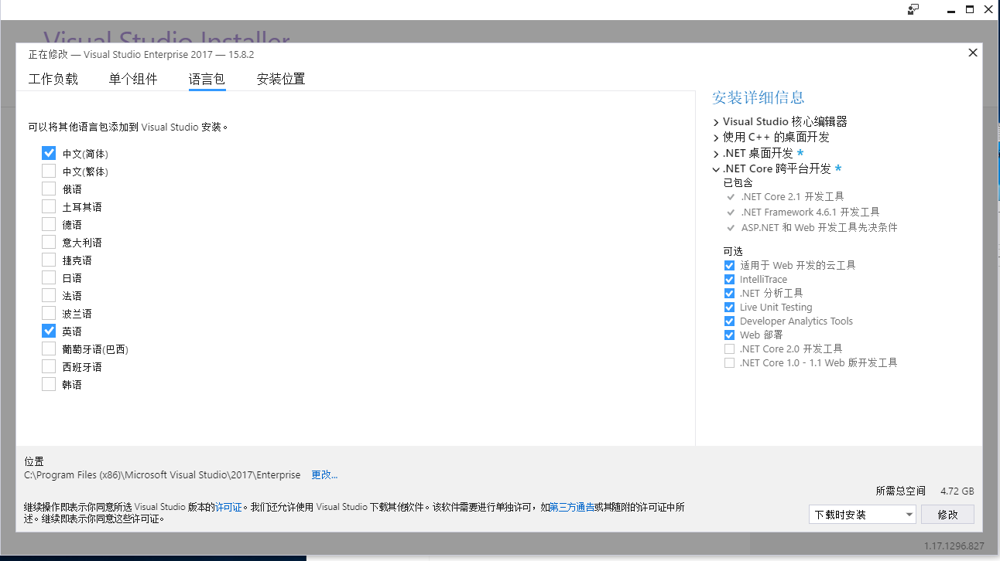 Visual Studio Installer
正在修改 — Visual Studio Enterprise 2017 — 15.8.2
工作负载 单个组件 语言包 安装位置
可以将其他语言包添加到 Visual Studio 安装。
中文(简体)
中文(繁体)
俄语
土耳其语
德语
意大利语
捷克语
日语
法语
波兰语
英语
葡萄牙语(巴西)
西班牙语
韩语
安装详细信息
Visual Studio 核心编辑器
使用 C++ 的桌面开发
.NET 桌面开发 *
.NET Core 跨平台开发 *
已包含
.NET Core 2.1 开发工具
.NET Framework 4.6.1 开发工具
ASP.NET 和 Web 开发工具先决条件
可选
适用于 Web 开发的云工具
IntelliTrace
.NET 分析工具
Live Unit Testing
Developer Analytics Tools
Web 部署
.NET Core 2.0 开发工具
.NET Core 1.0 - 1.1 Web 版开发工具
位置
C:\Program Files (x86)\Microsoft Visual Studio\2017\Enterprise 更改...
继续操作即表示你同意所选 Visual Studio 版本的许可证。我们还允许使用 Visual Studio 下载其他软件。该软件需要进行单独许可，如第三方通告或其随附的许可证中所
述。继续即表示你同意这些许可证。
所需总空间 4.72 GB
下载时安装 修改
1.17.1296.827